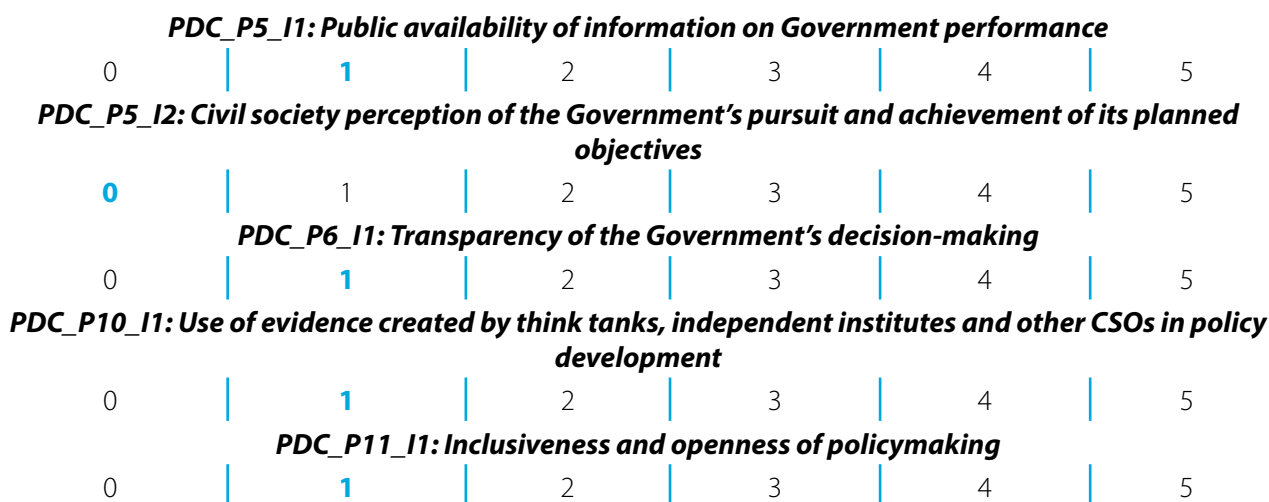 PDC_P5_I1: Public availability of information on Government performance
0 1 2 3 4 5
PDC_P5_I2: Civil society perception of the Government’s pursuit and achievement of its planned
objectives
0 1 2 3 4 5
PDC_P6_I1: Transparency of the Government’s decision-making
0 1 2 3 4 5
PDC_P10_I1: Use of evidence created by think tanks, independent institutes and other CSOs in policy
development
0 1 2 3 4 5
PDC_P11_I1: Inclusiveness and openness of policymaking
0 1 2 3 4 5